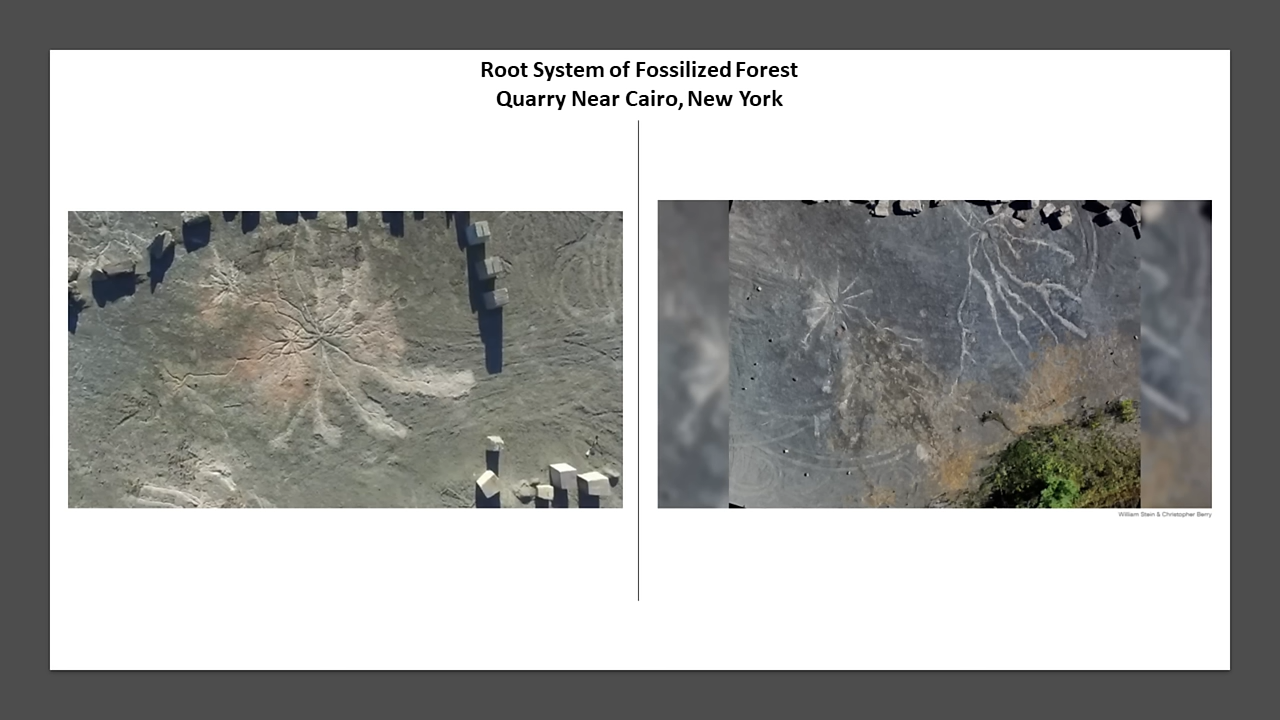 Root System of Fossilized Forest
Quarry Near Cairo, New York
William Stein & Christopher Berry